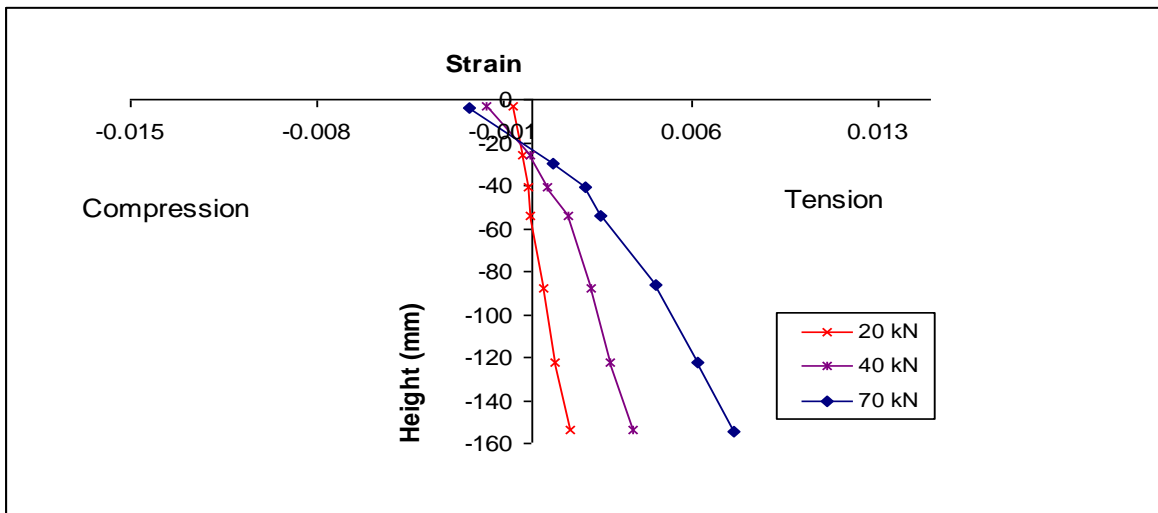 Strain
0
-0.015 -0.008 -0.001 0.006 0.013
-20
-40
Compression
Tension
-60
-80
-100
-120
-140
-160
Height (mm)
20 kN
40 kN
70 kN